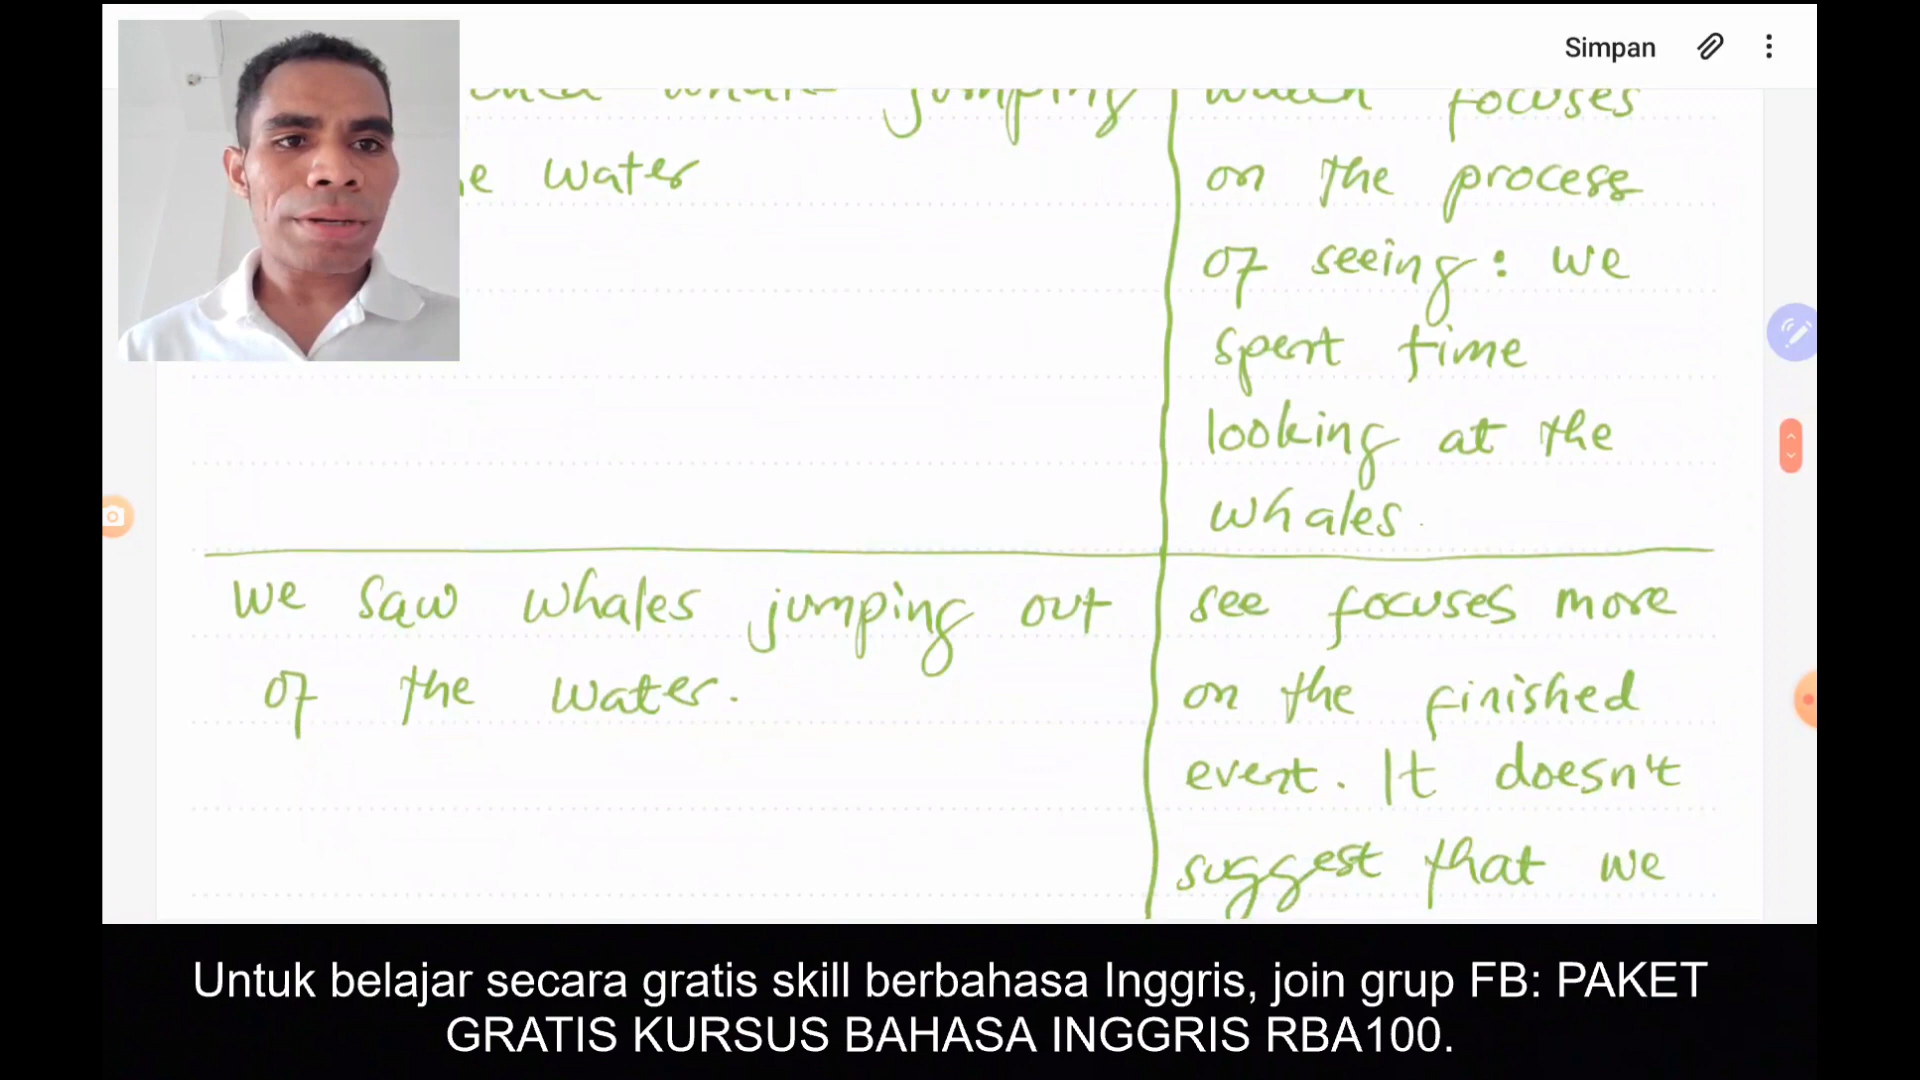 Simpan
jumping
focuses
water
on the process
of seeing: we
spent time
looking at the
whales.
we saw whales jumping out
of the water.
see focuses more
on the finished
event. It doesn't
suggest that we
Untuk belajar secara gratis skill berbahasa Inggris, join grup FB: PAKET
GRATIS KURSUS BAHASA INGGRIS RBA100.